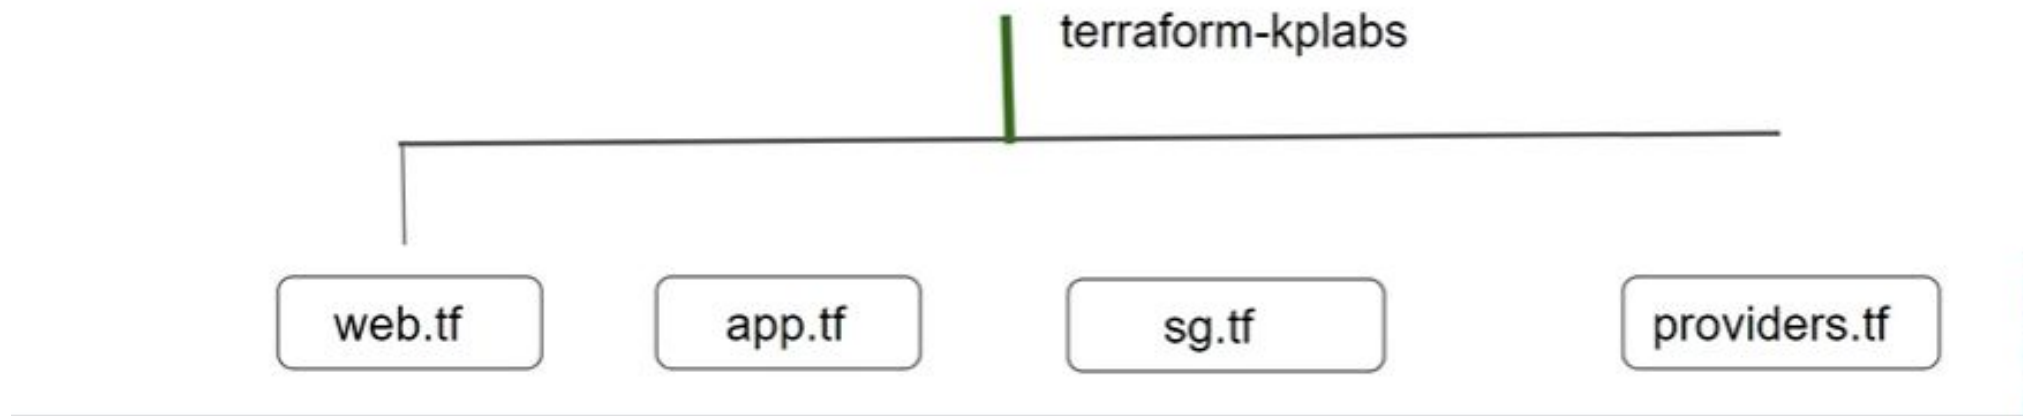 terraform-kplabs
web.tf
app.tf
sg.tf
providers.tf